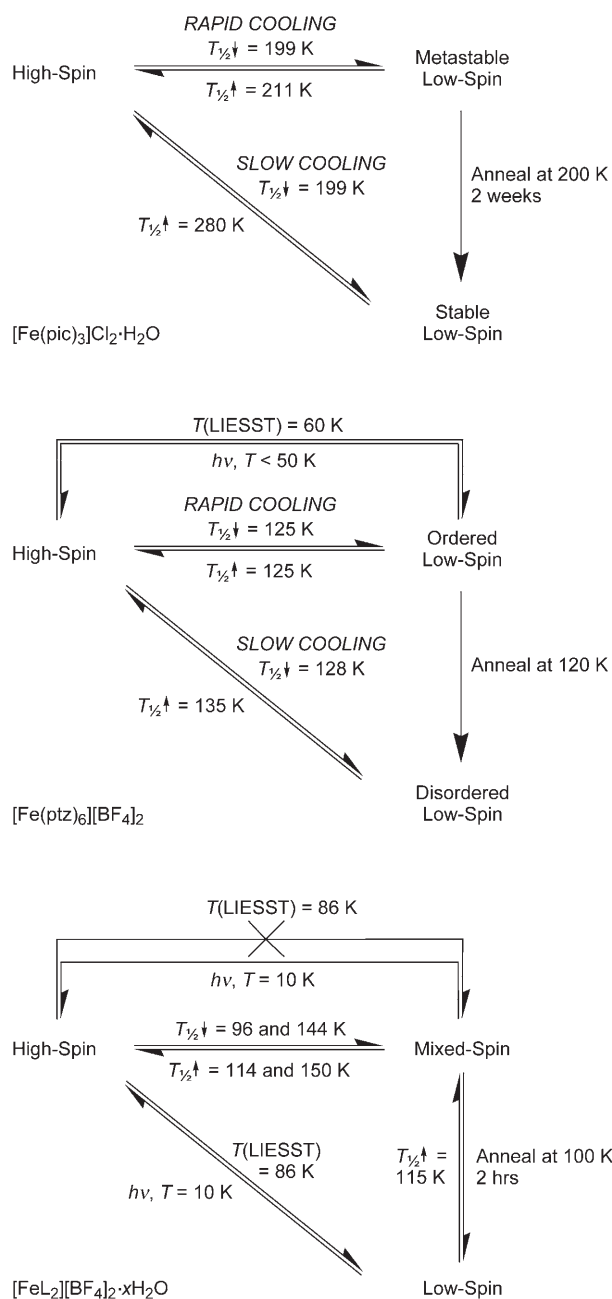 RAPID COOLING
T½↓ = 199 K
High-Spin
Metastable
Low-Spin
T½↑ = 211 K
SLOW COOLING
T½↓ = 199 K
Anneal at 200 K
2 weeks
T½↑ = 280 K
Stable
Low-Spin
[Fe(pic)₃]Cl₂·H₂O
T(LIESST) = 60 K
hν, T < 50 K
RAPID COOLING
T½↓ = 125 K
High-Spin
Ordered
Low-Spin
T½↑ = 125 K
SLOW COOLING
T½↓ = 128 K
Anneal at 120 K
T½↑ = 135 K
Disordered
Low-Spin
[Fe(ptz)₆][BF₄]₂
T(LIESST) = 86 K
hν, T = 10 K
T½↓ = 96 and 144 K
High-Spin
Mixed-Spin
T½↑ = 114 and 150 K
T(LIESST)
= 86 K
T½↑ =
115 K
Anneal at 100 K
2 hrs
hν, T = 10 K
[FeL₂][BF₄]₂·xH₂O
Low-Spin